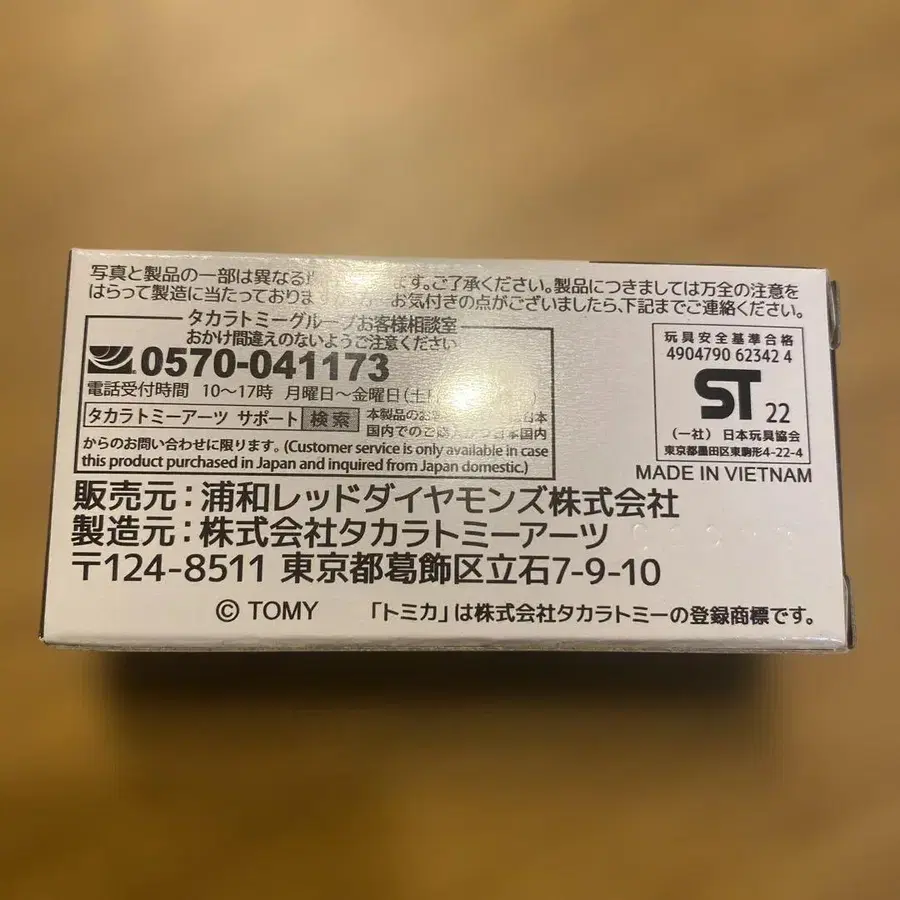 写真と製品の一部は異なる ます。ご了承ください。製品につきましては万全の注意を
はらって製造に当たっており お気付きの点がございましたら、下記までご連絡ください。
タカラトミーグループお客様相談室
おかけ間違えのないようご注意ください
0570-041173
電話受付時間 10〜17時 月曜日〜金曜日(土
タカラトミーアーツ サポート 検索
本製品のお 日本
国内でのご 日本国内
からのお問い合わせに限ります。(Customer service is only available in case
this product purchased in Japan and inquired from Japan domestic.)
玩具安全基準合格
4904790 62342 4
ST 22
(一社) 日本玩具協会
東京都墨田区東駒形4-22-4
MADE IN VIETNAM
販売元:浦和レッドダイヤモンズ株式会社
製造元:株式会社タカラトミーアーツ
〒124-8511 東京都葛飾区立石7-9-10
© TOMY 「トミカ」は株式会社タカラトミーの登録商標です。